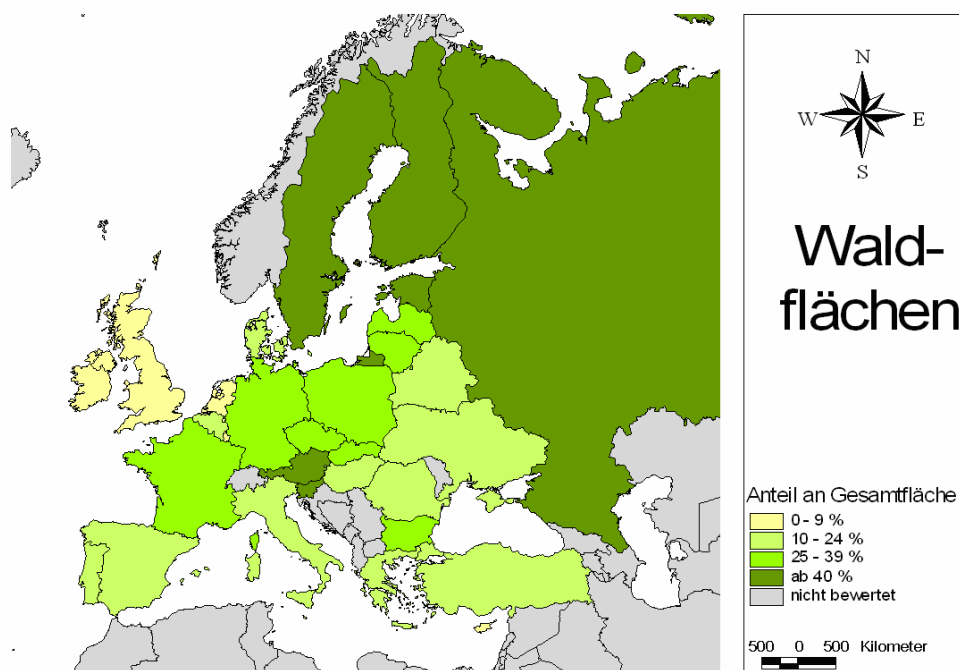 N
W E
S
Wald-
flächen
Anteil an Gesamtfläche
0 - 9 %
10 - 24 %
25 - 39 %
ab 40 %
nicht bewertet
500 0 500 Kilometer